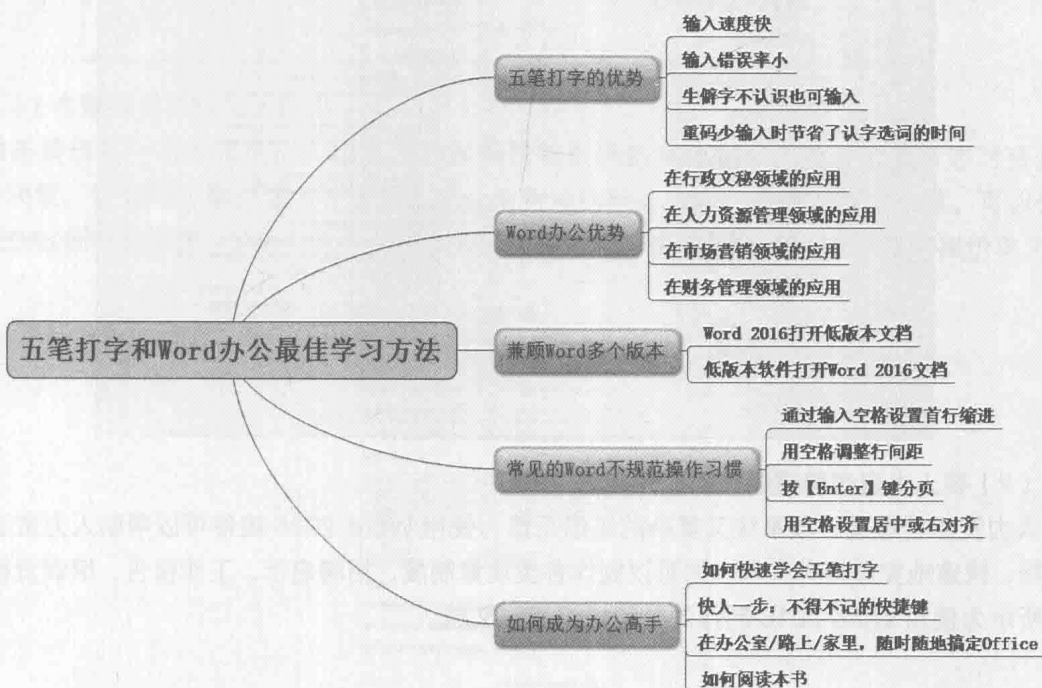 五笔打字和Word办公最佳学习方法
五笔打字的优势
输入速度快
输入错误率小
生僻字不认识也可输入
重码少输入时节省了认字选词的时间
Word办公优势
在行政文秘领域的应用
在人力资源管理领域的应用
在市场营销领域的应用
在财务管理领域的应用
兼顾Word多个版本
Word 2016打开低版本文档
低版本软件打开Word 2016文档
常见的Word不规范操作习惯
通过输入空格设置首行缩进
用空格调整行间距
按【Enter】键分页
用空格设置居中或右对齐
如何成为办公高手
如何快速学会五笔打字
快人一步：不得不记的快捷键
在办公室/路上/家里，随时随地搞定Office
如何阅读本书